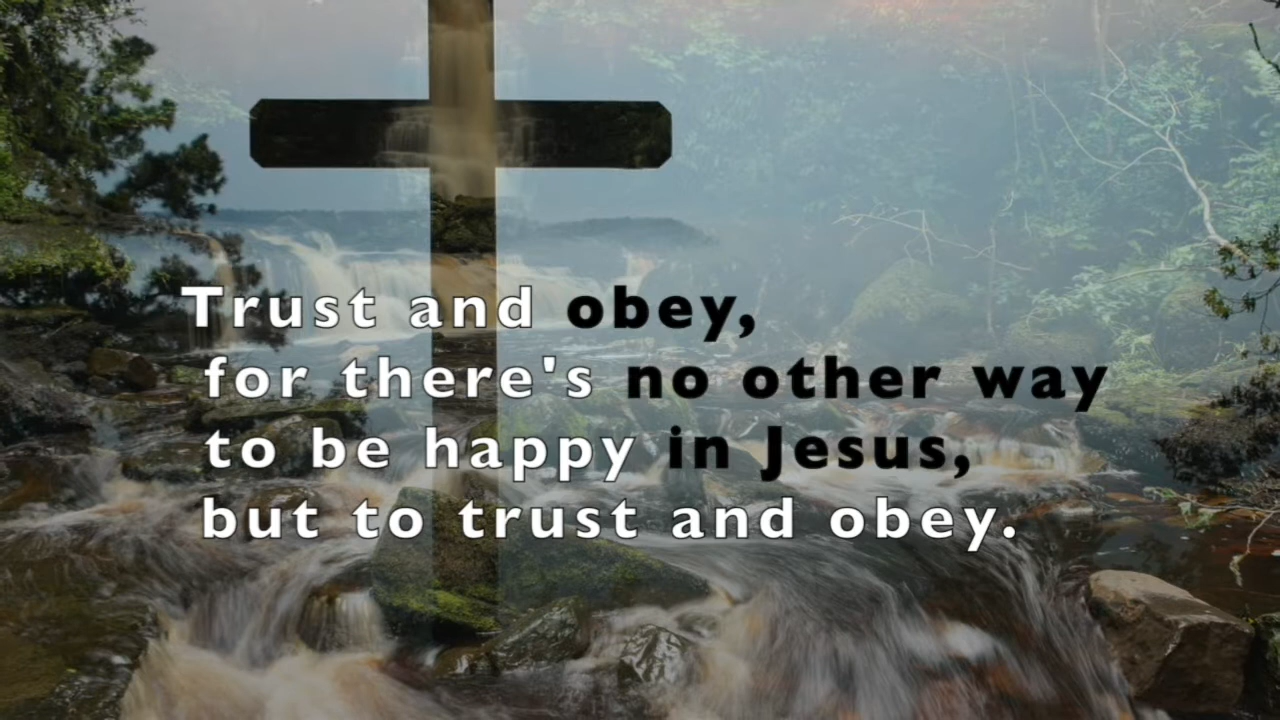 Trust and obey,
for there's no other way
to be happy in Jesus,
but to trust and obey.